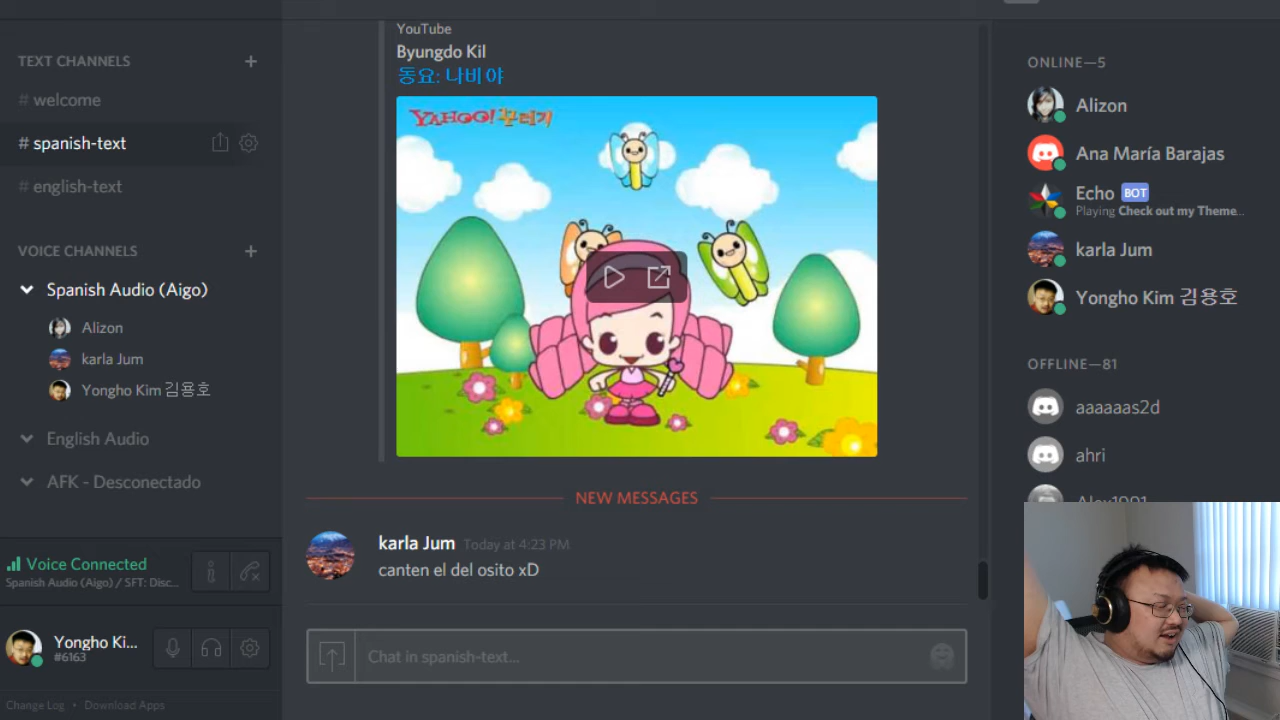 TEXT CHANNELS +
# welcome
# spanish-text
# english-text
VOICE CHANNELS +
Spanish Audio (Aigo)
Alizon
karla Jum
Yongho Kim 김용호
English Audio
AFK - Desconectado
Voice Connected
Spanish Audio (Aigo) / SFT: Disc...
Yongho Ki...
#6163
Change Log • Download Apps
YouTube
Byungdo Kil
동요: 나비야
YAHOO! 꾸러기
NEW MESSAGES
karla Jum Today at 4:23 PM
canten el del osito xD
Chat in spanish-text...
ONLINE—5
Alizon
Ana María Barajas
Echo BOT
Playing Check out my Theme...
karla Jum
Yongho Kim 김용호
OFFLINE—81
aaaaaas2d
ahri